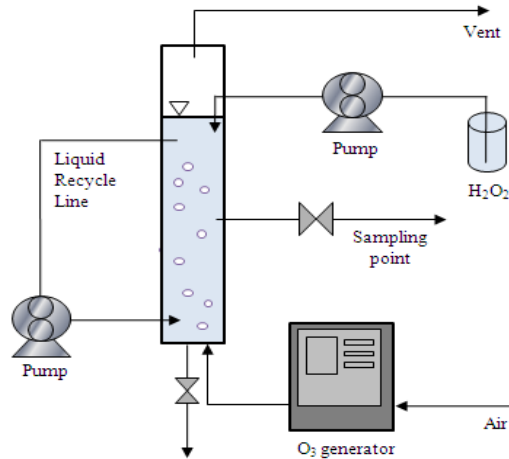 Vent
Pump
H₂O₂
Liquid
Recycle
Line
Sampling
point
Pump
Air
O₃ generator